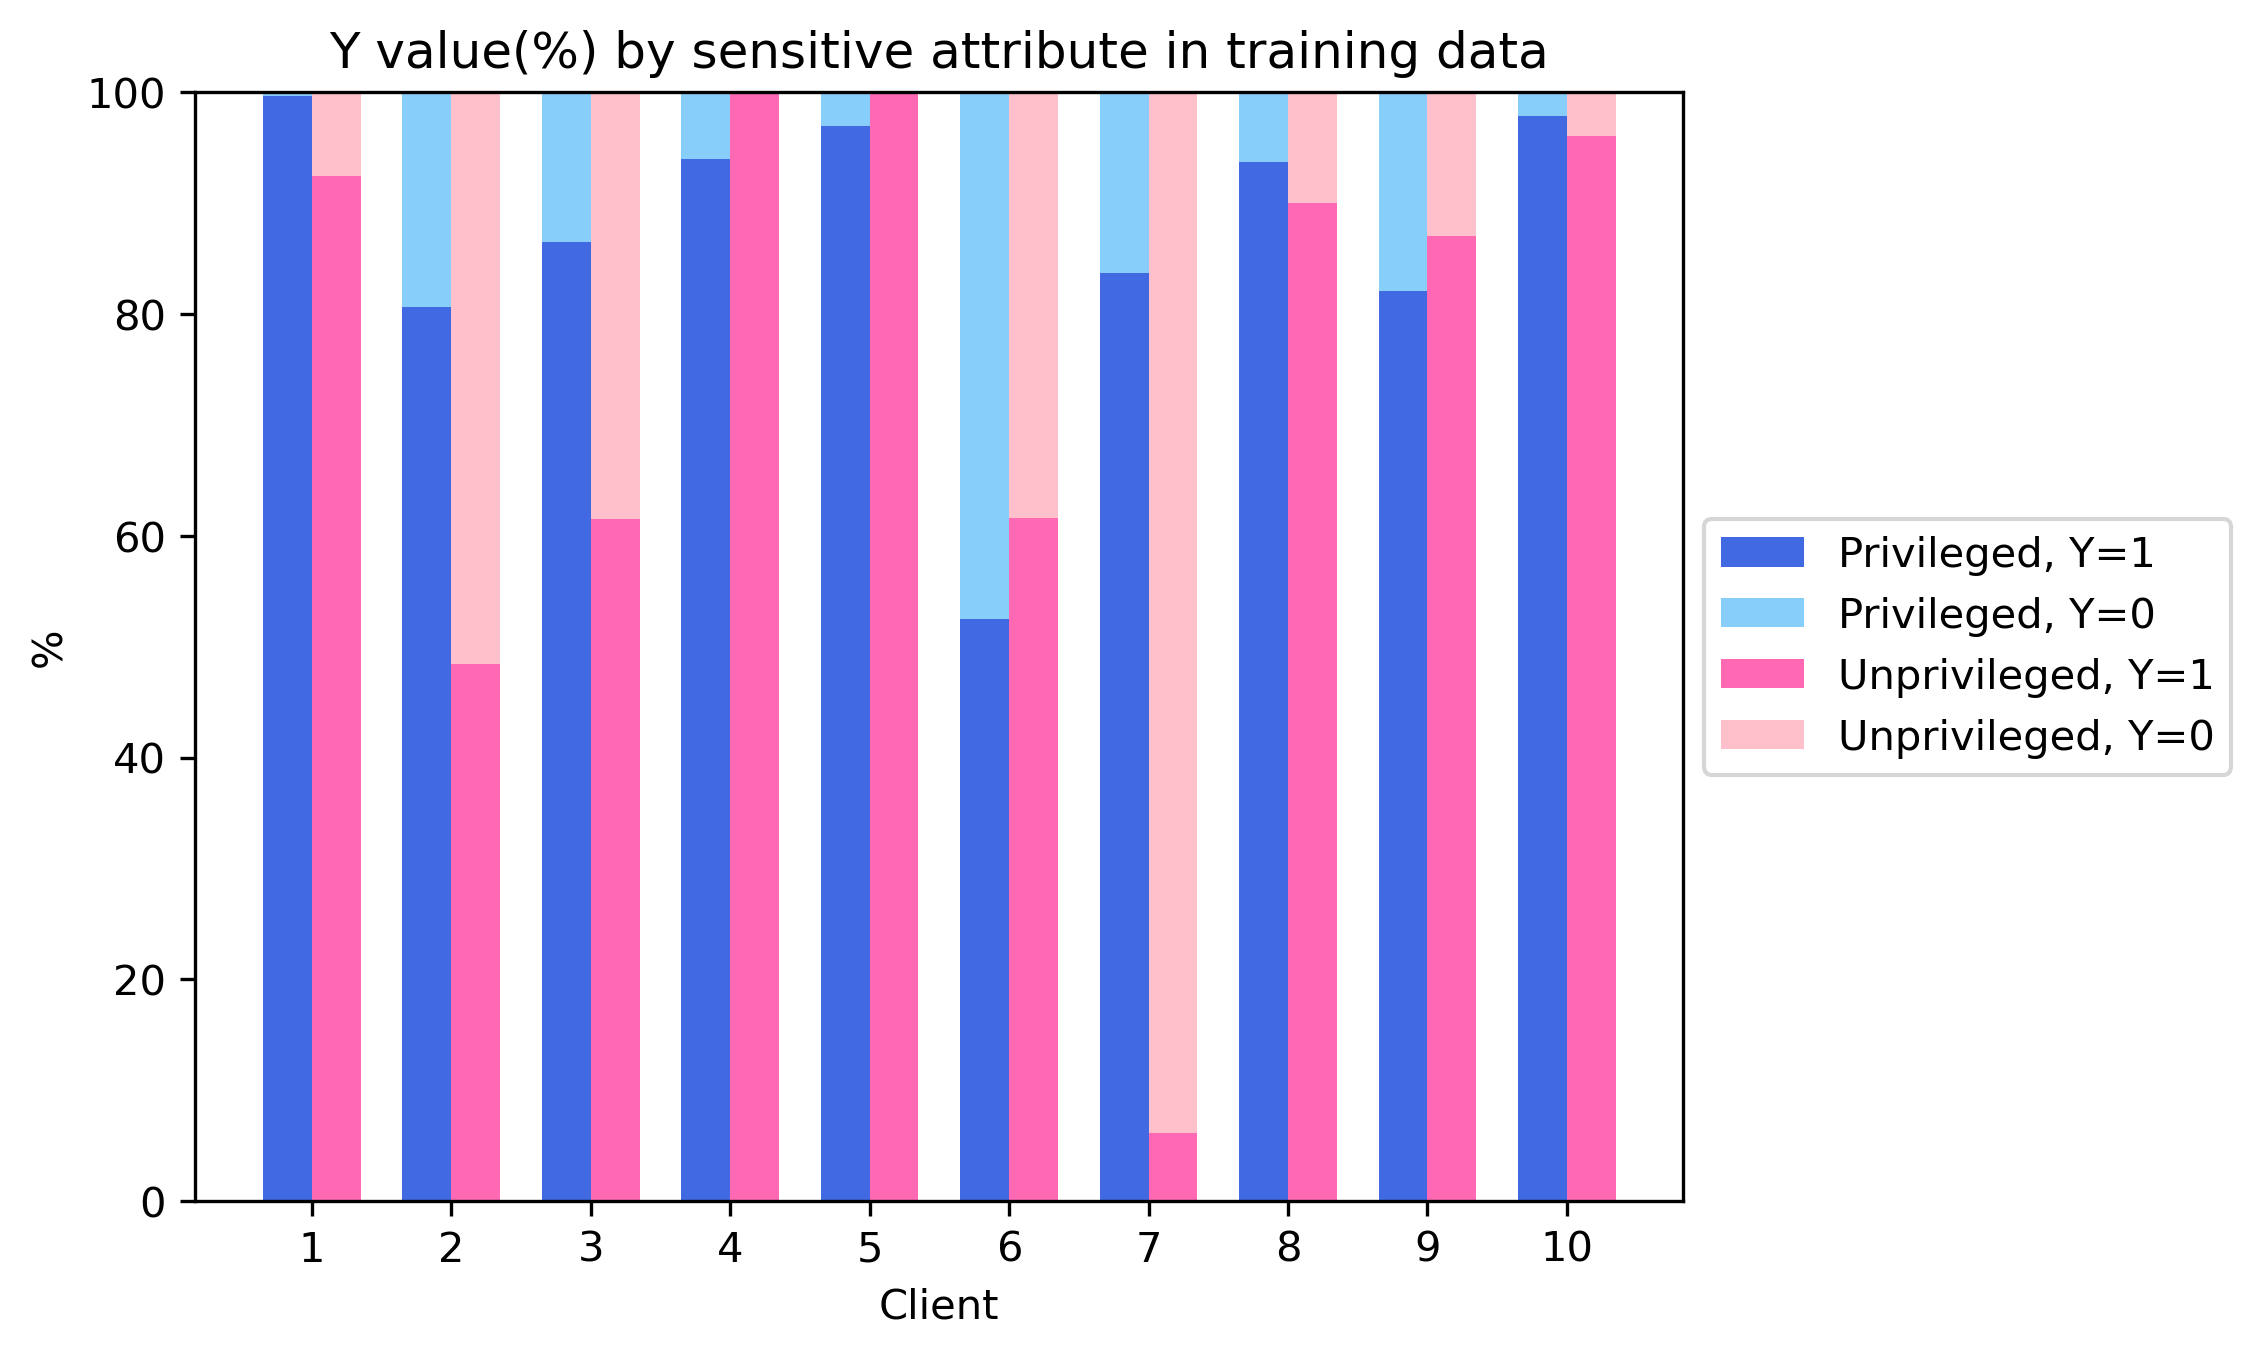 Y value(%) by sensitive attribute in training data
100
80
60
40
20
0
%
1 2 3 4 5 6 7 8 9 10
Client
Privileged, Y=1
Privileged, Y=0
Unprivileged, Y=1
Unprivileged, Y=0